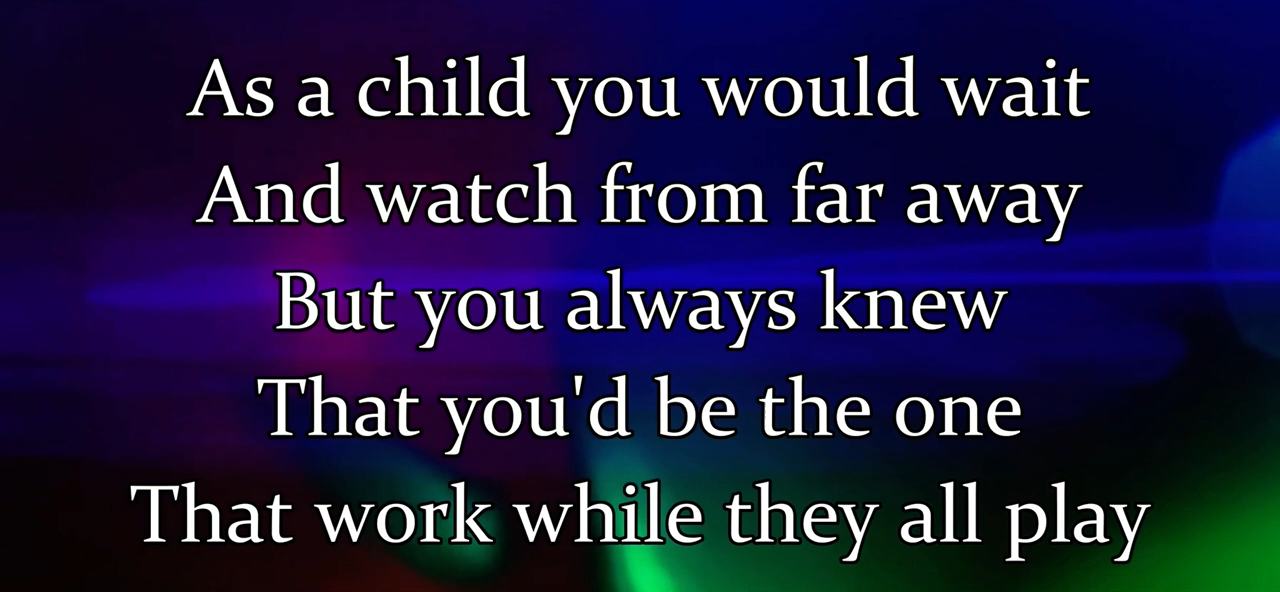 As a child you would wait
And watch from far away
But you always knew
That you'd be the one
That work while they all play